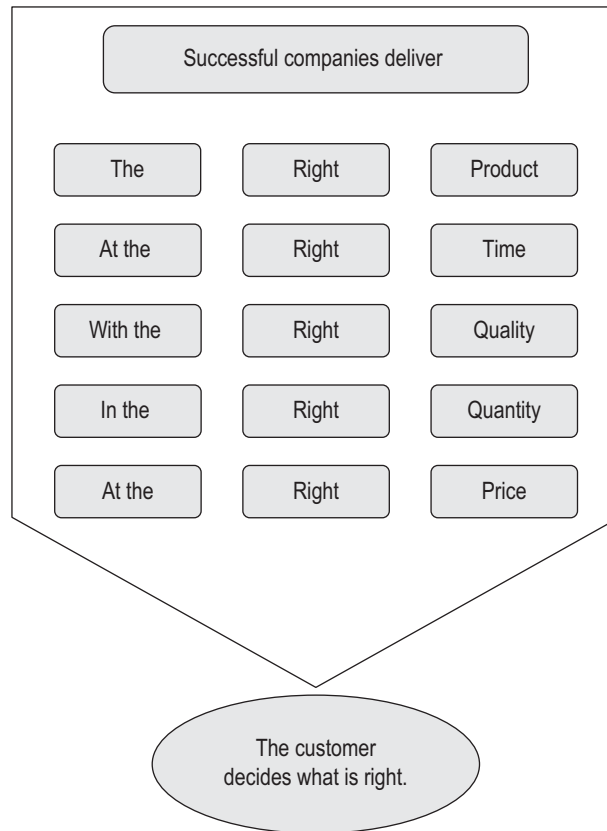 Successful companies deliver
The Right Product
At the Right Time
With the Right Quality
In the Right Quantity
At the Right Price
The customer
decides what is right.